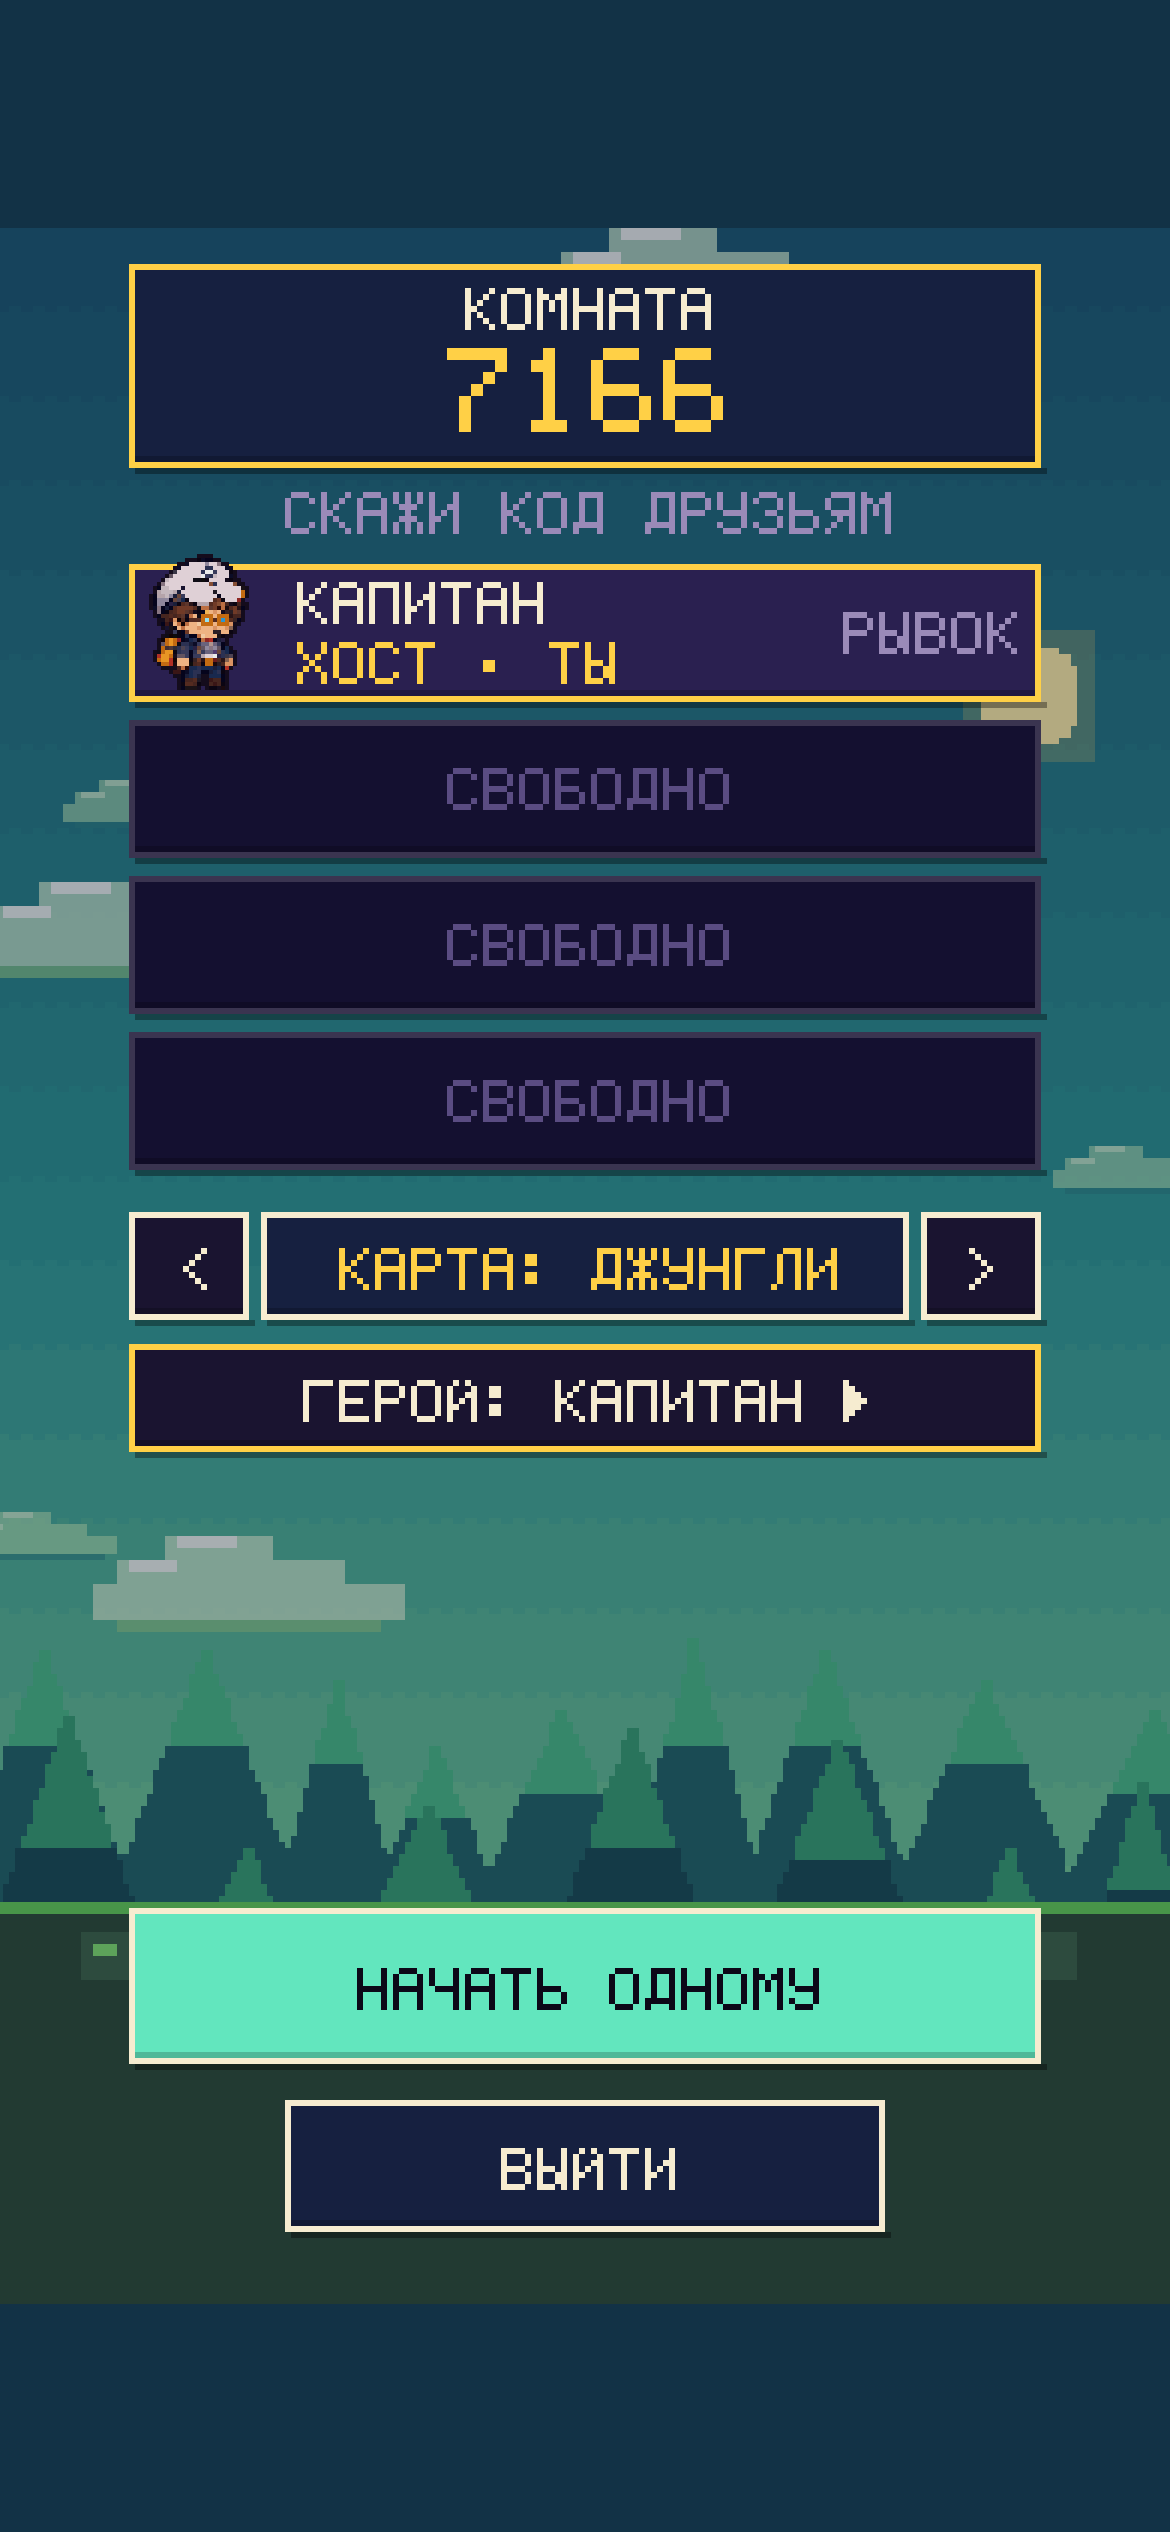 КОМНАТА
7166
СКАЖИ КОД ДРУЗЬЯМ
КАПИТАН
ХОСТ · ТЫ
РЫВОК
СВОБОДНО
СВОБОДНО
СВОБОДНО
< КАРТА: ДЖУНГЛИ >
ГЕРОЙ: КАПИТАН ▶
НАЧАТЬ ОДНОМУ
ВЫЙТИ